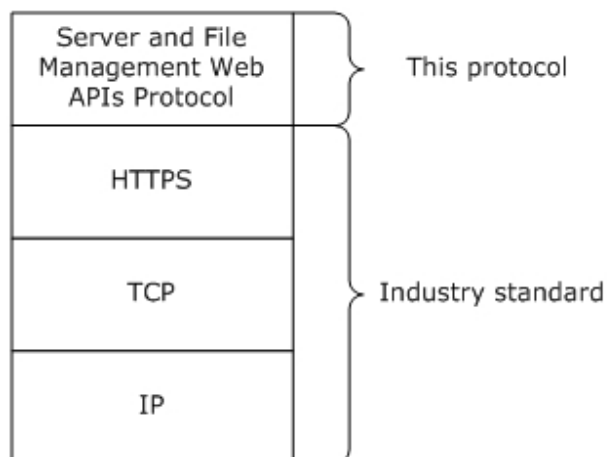 Server and File
Management Web
APIs Protocol
This protocol
HTTPS
TCP
Industry standard
IP